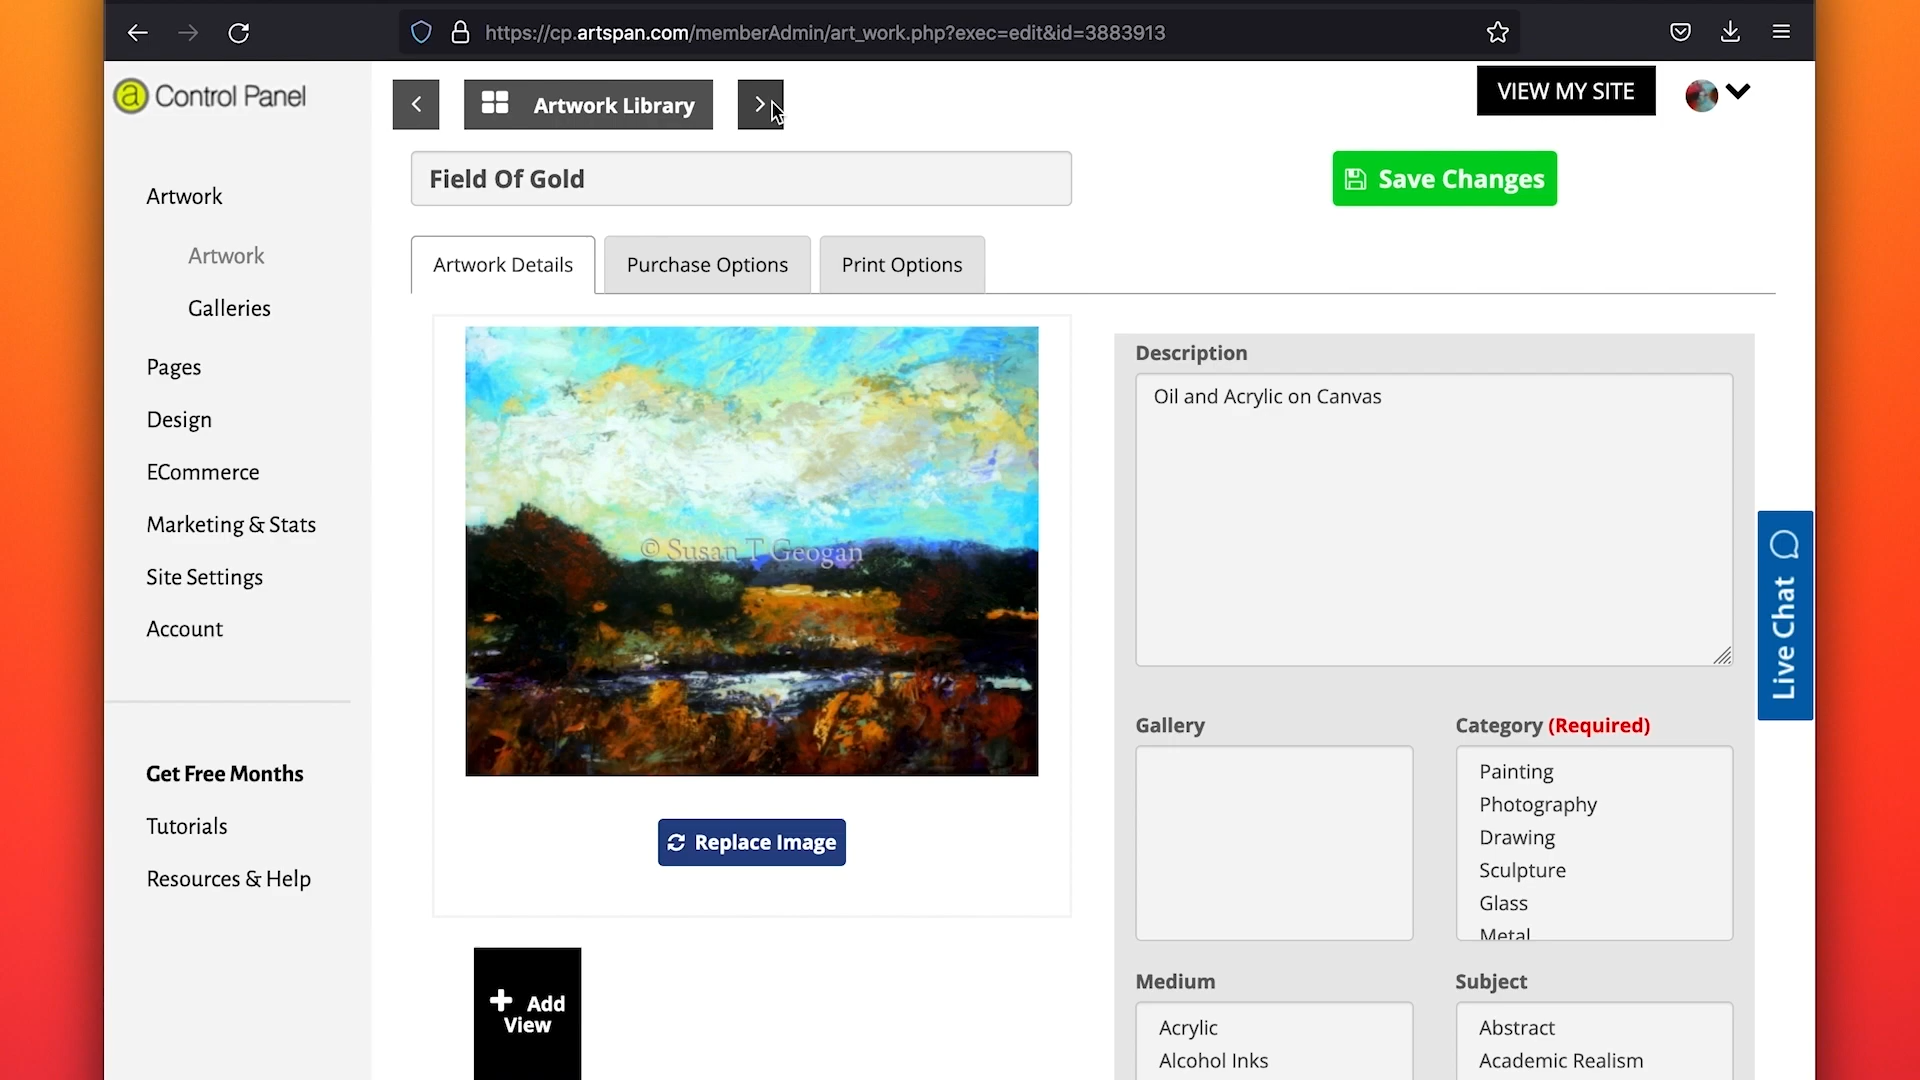 https://cp.artspan.com/memberAdmin/art_work.php?exec=edit&id=3883913
a Control Panel
Artwork Library
VIEW MY SITE
Field Of Gold
Save Changes
Artwork
Artwork
Galleries
Pages
Design
ECommerce
Marketing & Stats
Site Settings
Account
Get Free Months
Tutorials
Resources & Help
Artwork Details
Purchase Options
Print Options
© Susan T Geogan
Replace Image
Add
View
Description
Oil and Acrylic on Canvas
Gallery
Category (Required)
Painting
Photography
Drawing
Sculpture
Glass
Metal
Medium
Acrylic
Alcohol Inks
Subject
Abstract
Academic Realism
Live Chat